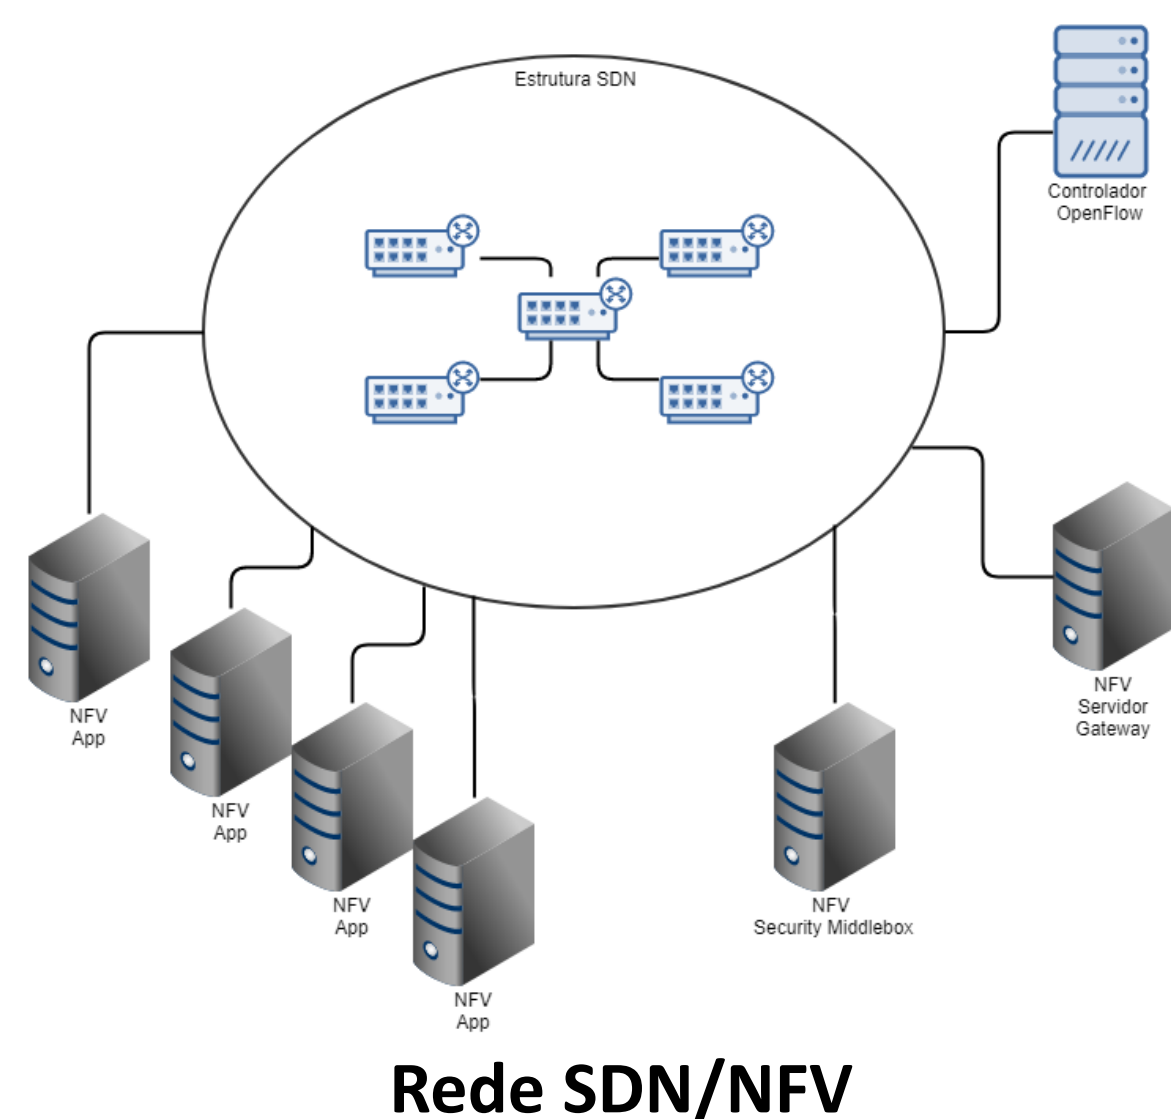 Estrutura SDN
Controlador
OpenFlow
NFV
Servidor
Gateway
NFV
App
NFV
App
NFV
App
NFV
Security Middlebox
NFV
App
Rede SDN/NFV